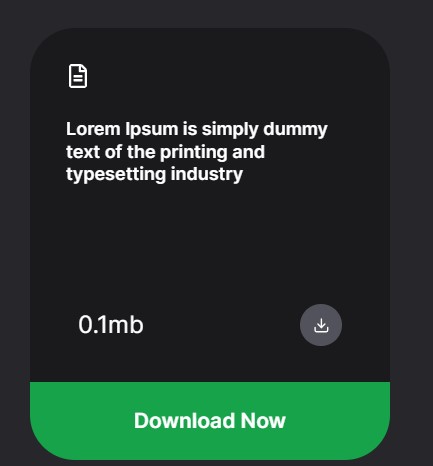 Lorem Ipsum is simply dummy
text of the printing and
typesetting industry
0.1mb
Download Now